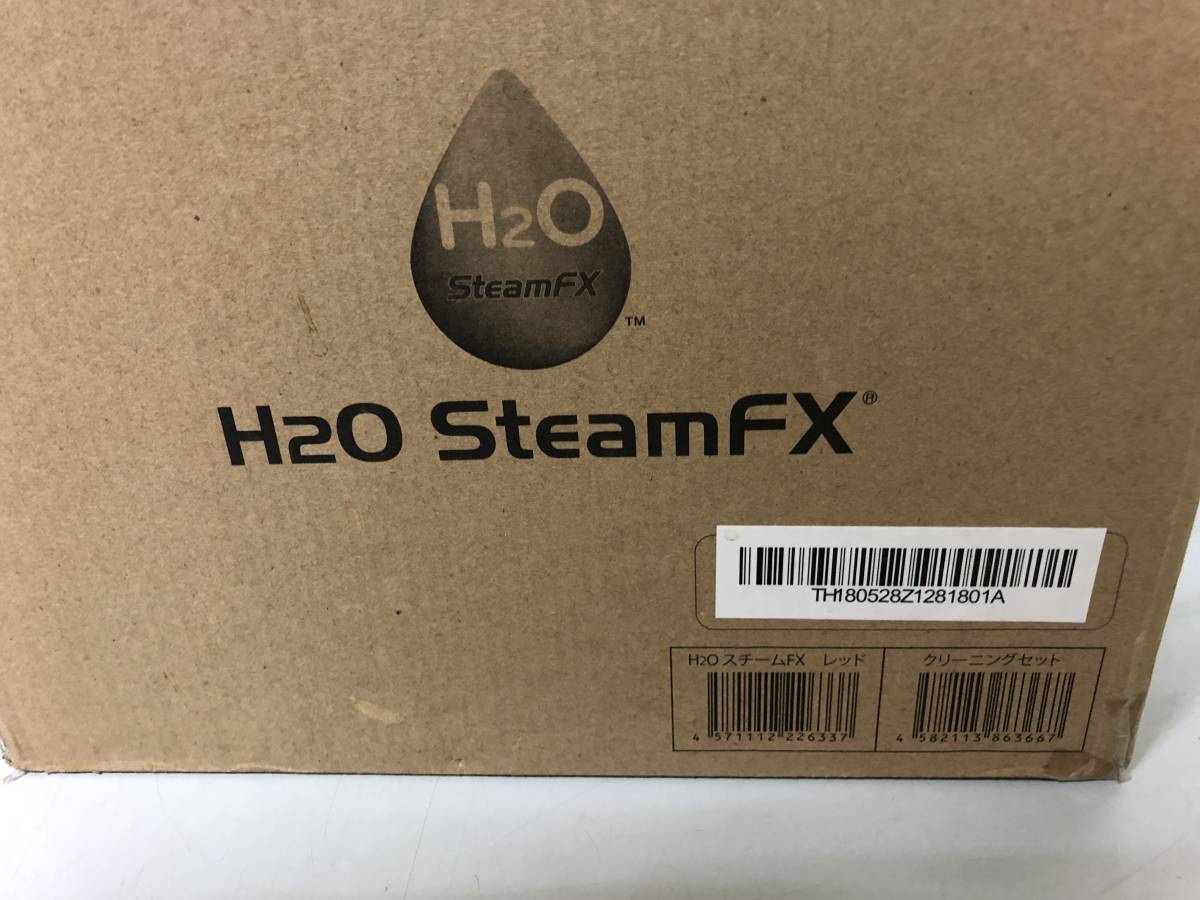 H2O
SteamFX
TM
H2O SteamFX®
TH180528Z1281801A
H2O スチームFX　レッド
4 571112 226337
クリーニングセット
4 582113 863667